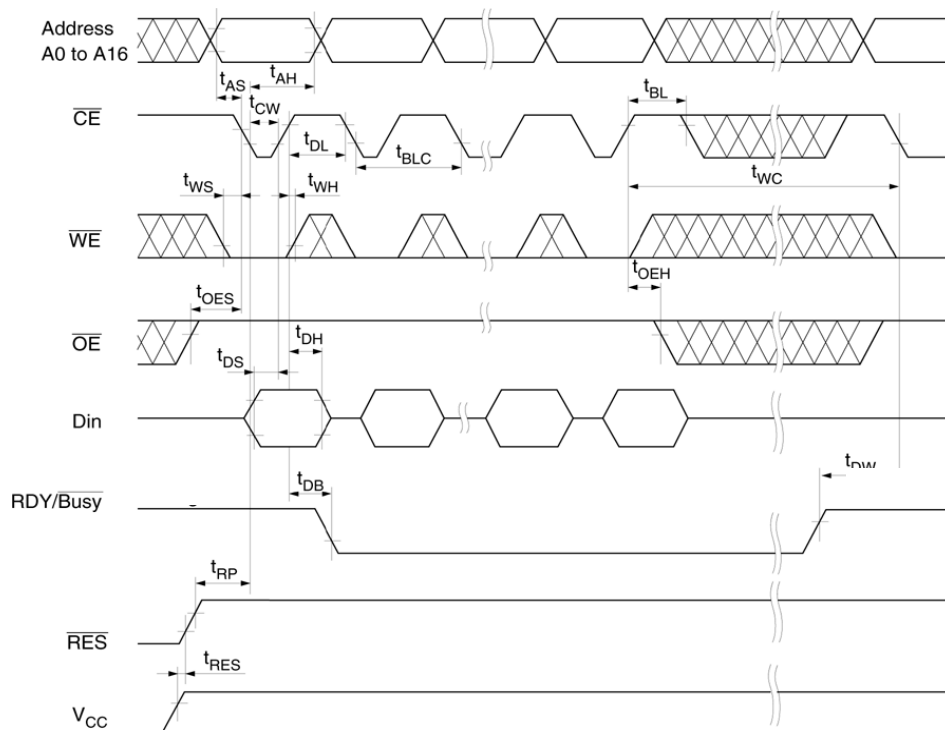 Address
A0 to A16
tAS
tAH
tBL
CE
tCW
tDL
tBLC
tWS
tWH
tWC
WE
tOES
tOEH
OE
tDH
tDS
Din
tDW
RDY/Busy
tDB
tRP
RES
tRES
VCC